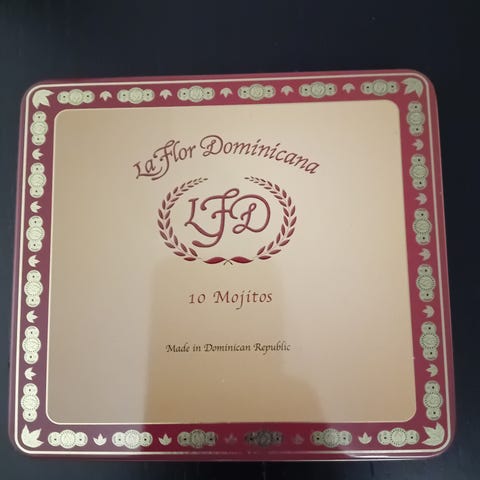 La Flor Dominicana
LFD
10 Mojitos
Made in Dominican Republic